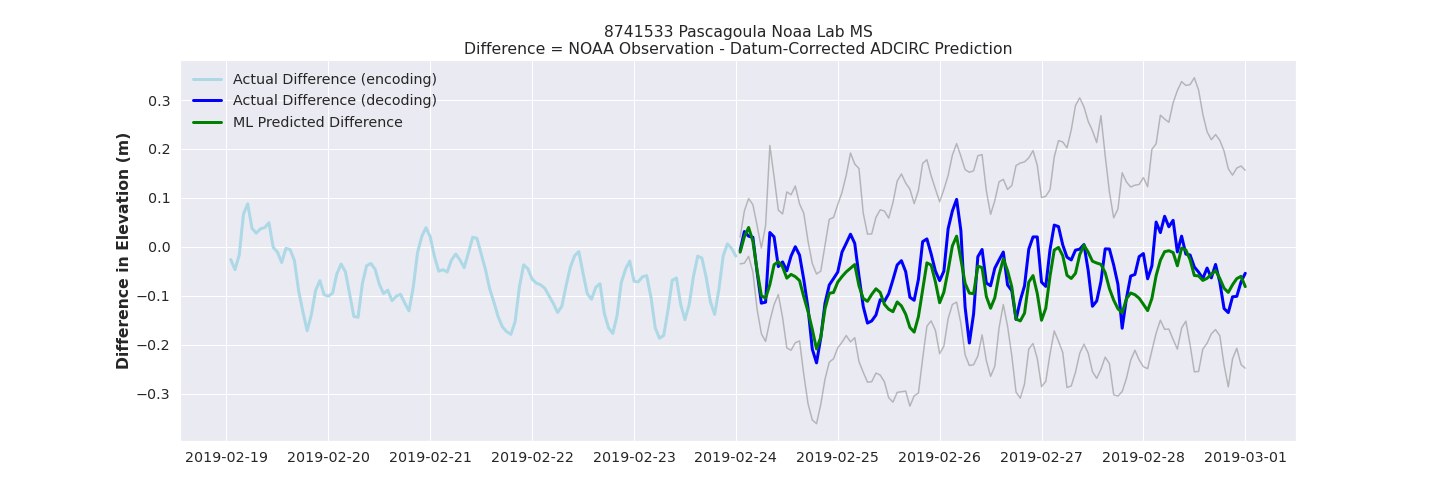 8741533 Pascagoula Noaa Lab MS
Difference = NOAA Observation - Datum-Corrected ADCIRC Prediction
Actual Difference (encoding)
Actual Difference (decoding)
ML Predicted Difference
Difference in Elevation (m)
0.3
0.2
0.1
0.0
−0.1
−0.2
−0.3
2019-02-19 2019-02-20 2019-02-21 2019-02-22 2019-02-23 2019-02-24 2019-02-25 2019-02-26 2019-02-27 2019-02-28 2019-03-01